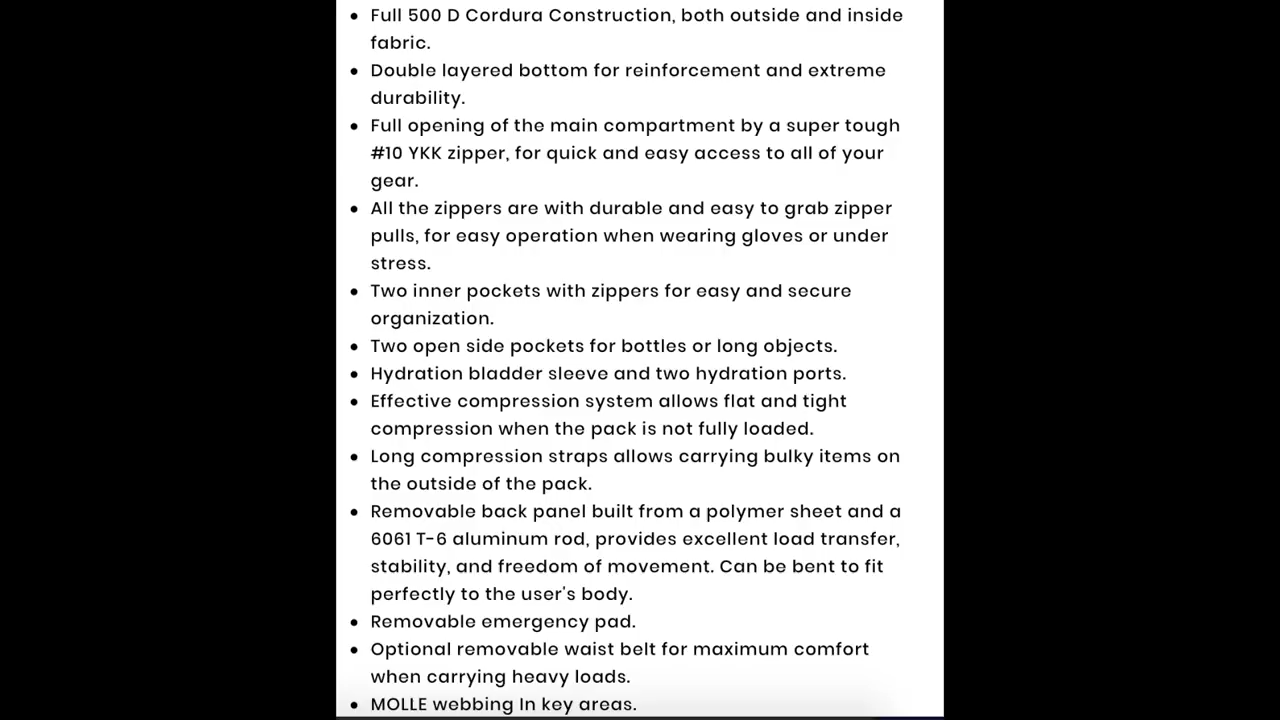 • Full 500 D Cordura Construction, both outside and inside
fabric.
• Double layered bottom for reinforcement and extreme
durability.
• Full opening of the main compartment by a super tough
#10 YKK zipper, for quick and easy access to all of your
gear.
• All the zippers are with durable and easy to grab zipper
pulls, for easy operation when wearing gloves or under
stress.
• Two inner pockets with zippers for easy and secure
organization.
• Two open side pockets for bottles or long objects.
• Hydration bladder sleeve and two hydration ports.
• Effective compression system allows flat and tight
compression when the pack is not fully loaded.
• Long compression straps allows carrying bulky items on
the outside of the pack.
• Removable back panel built from a polymer sheet and a
6061 T-6 aluminum rod, provides excellent load transfer,
stability, and freedom of movement. Can be bent to fit
perfectly to the user's body.
• Removable emergency pad.
• Optional removable waist belt for maximum comfort
when carrying heavy loads.
• MOLLE webbing In key areas.